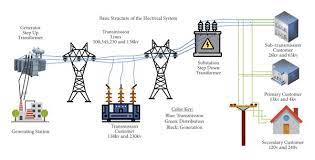 Basic Structure of the Electrical System
Generator
Step Up
Transformer
Transmission
Lines
500,345,230 and 138kv
Substation
Step Down
Transformer
Sub-transmission
Customer
26kv and 65kv
Primary Customer
13kv and 4kv
Generating Station
Transmission
Customer
138kv and 230kv
Color Key:
Blue: Transmission
Green: Distribution
Black: Generation
Secondary Customer
120v and 240v